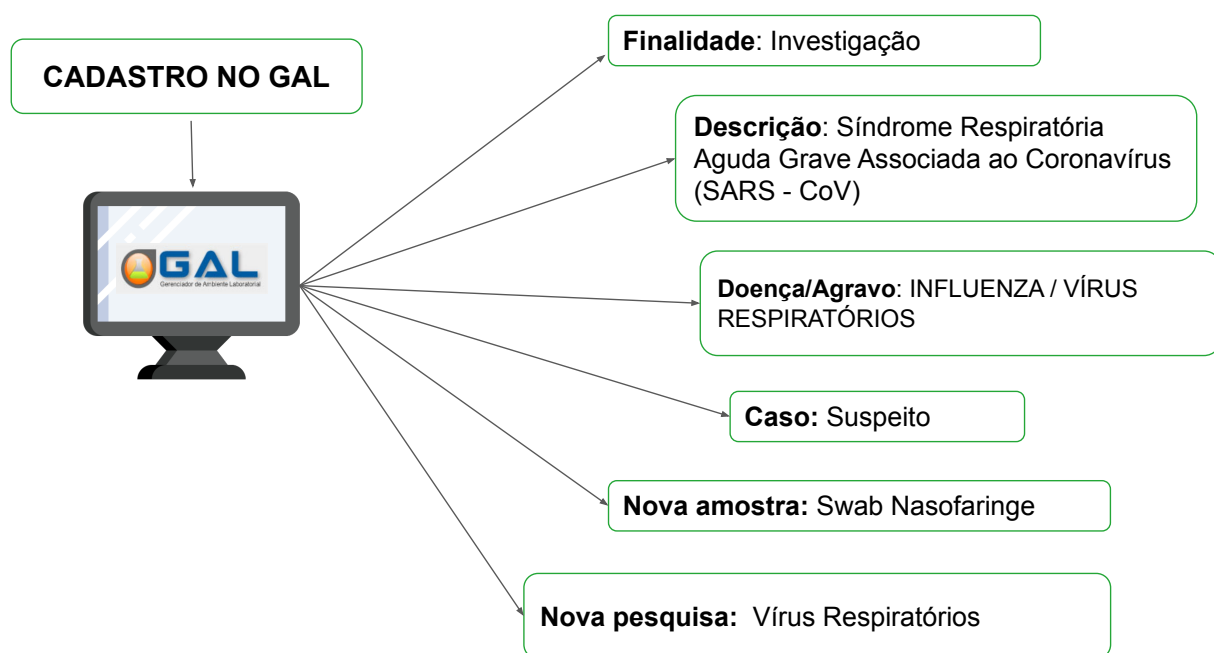 CADASTRO NO GAL
GAL
Gerenciador de Ambiente Laboratorial
Finalidade: Investigação
Descrição: Síndrome Respiratória
Aguda Grave Associada ao Coronavírus
(SARS - CoV)
Doença/Agravo: INFLUENZA / VÍRUS
RESPIRATÓRIOS
Caso: Suspeito
Nova amostra: Swab Nasofaringe
Nova pesquisa: Vírus Respiratórios